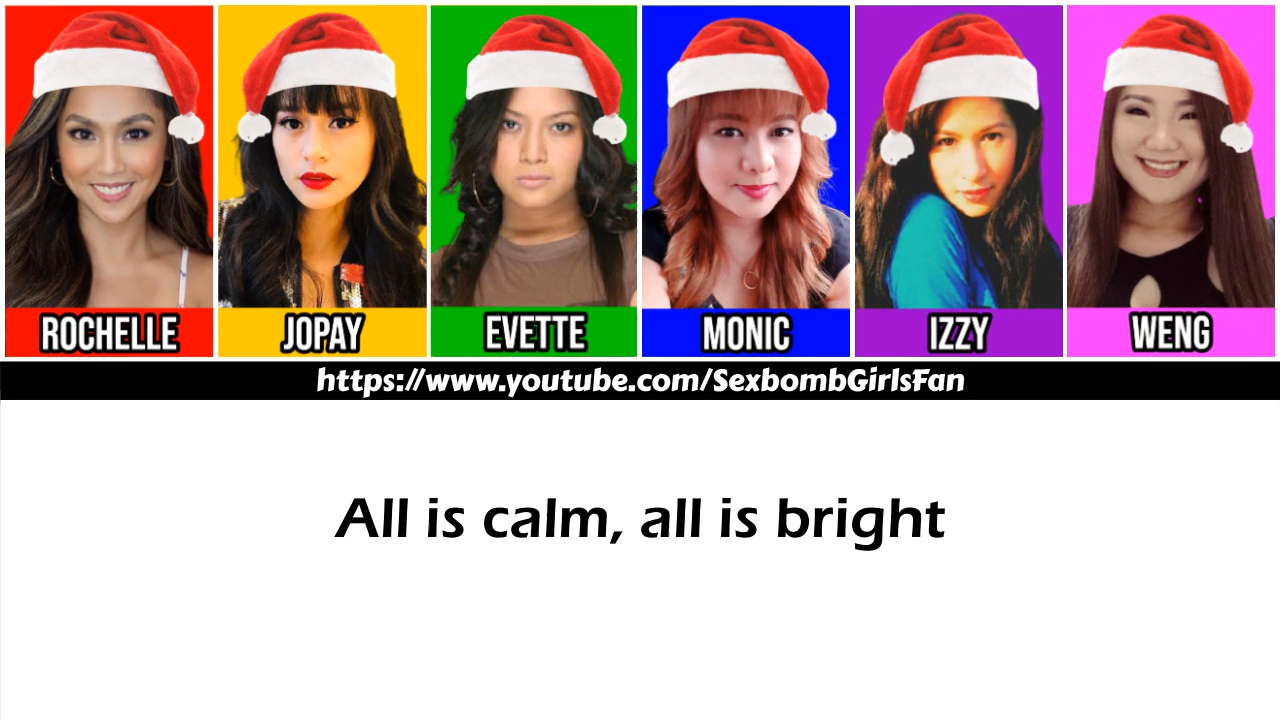 ROCHELLE JOPAY EVETTE MONIC IZZY WENG
https://www.youtube.com/SexbombGirlsFan
All is calm, all is bright